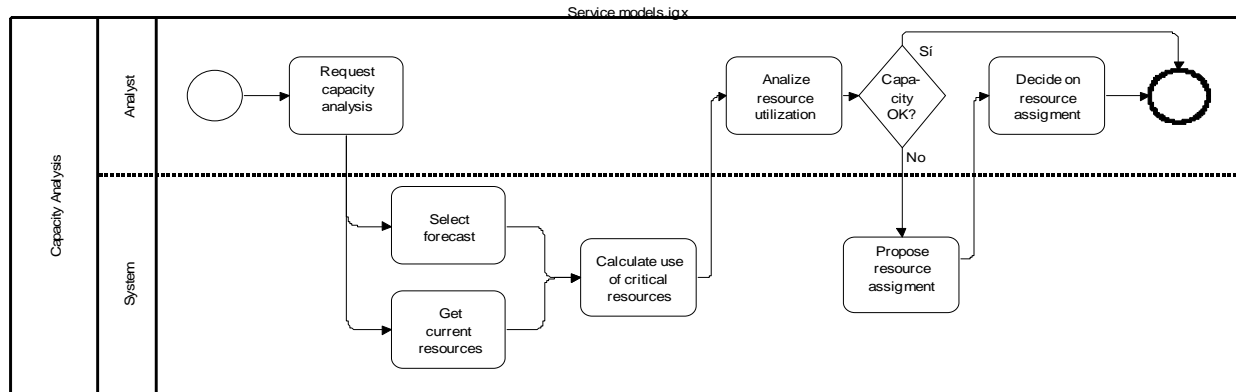 Service models.igx
Capacity Analysis
Analyst
System
Request
capacity
analysis
Select
forecast
Get
current
resources
Calculate use
of critical
resources
Analize
resource
utilization
Capa-
city
OK?
Sí
No
Propose
resource
assigment
Decide on
resource
assigment